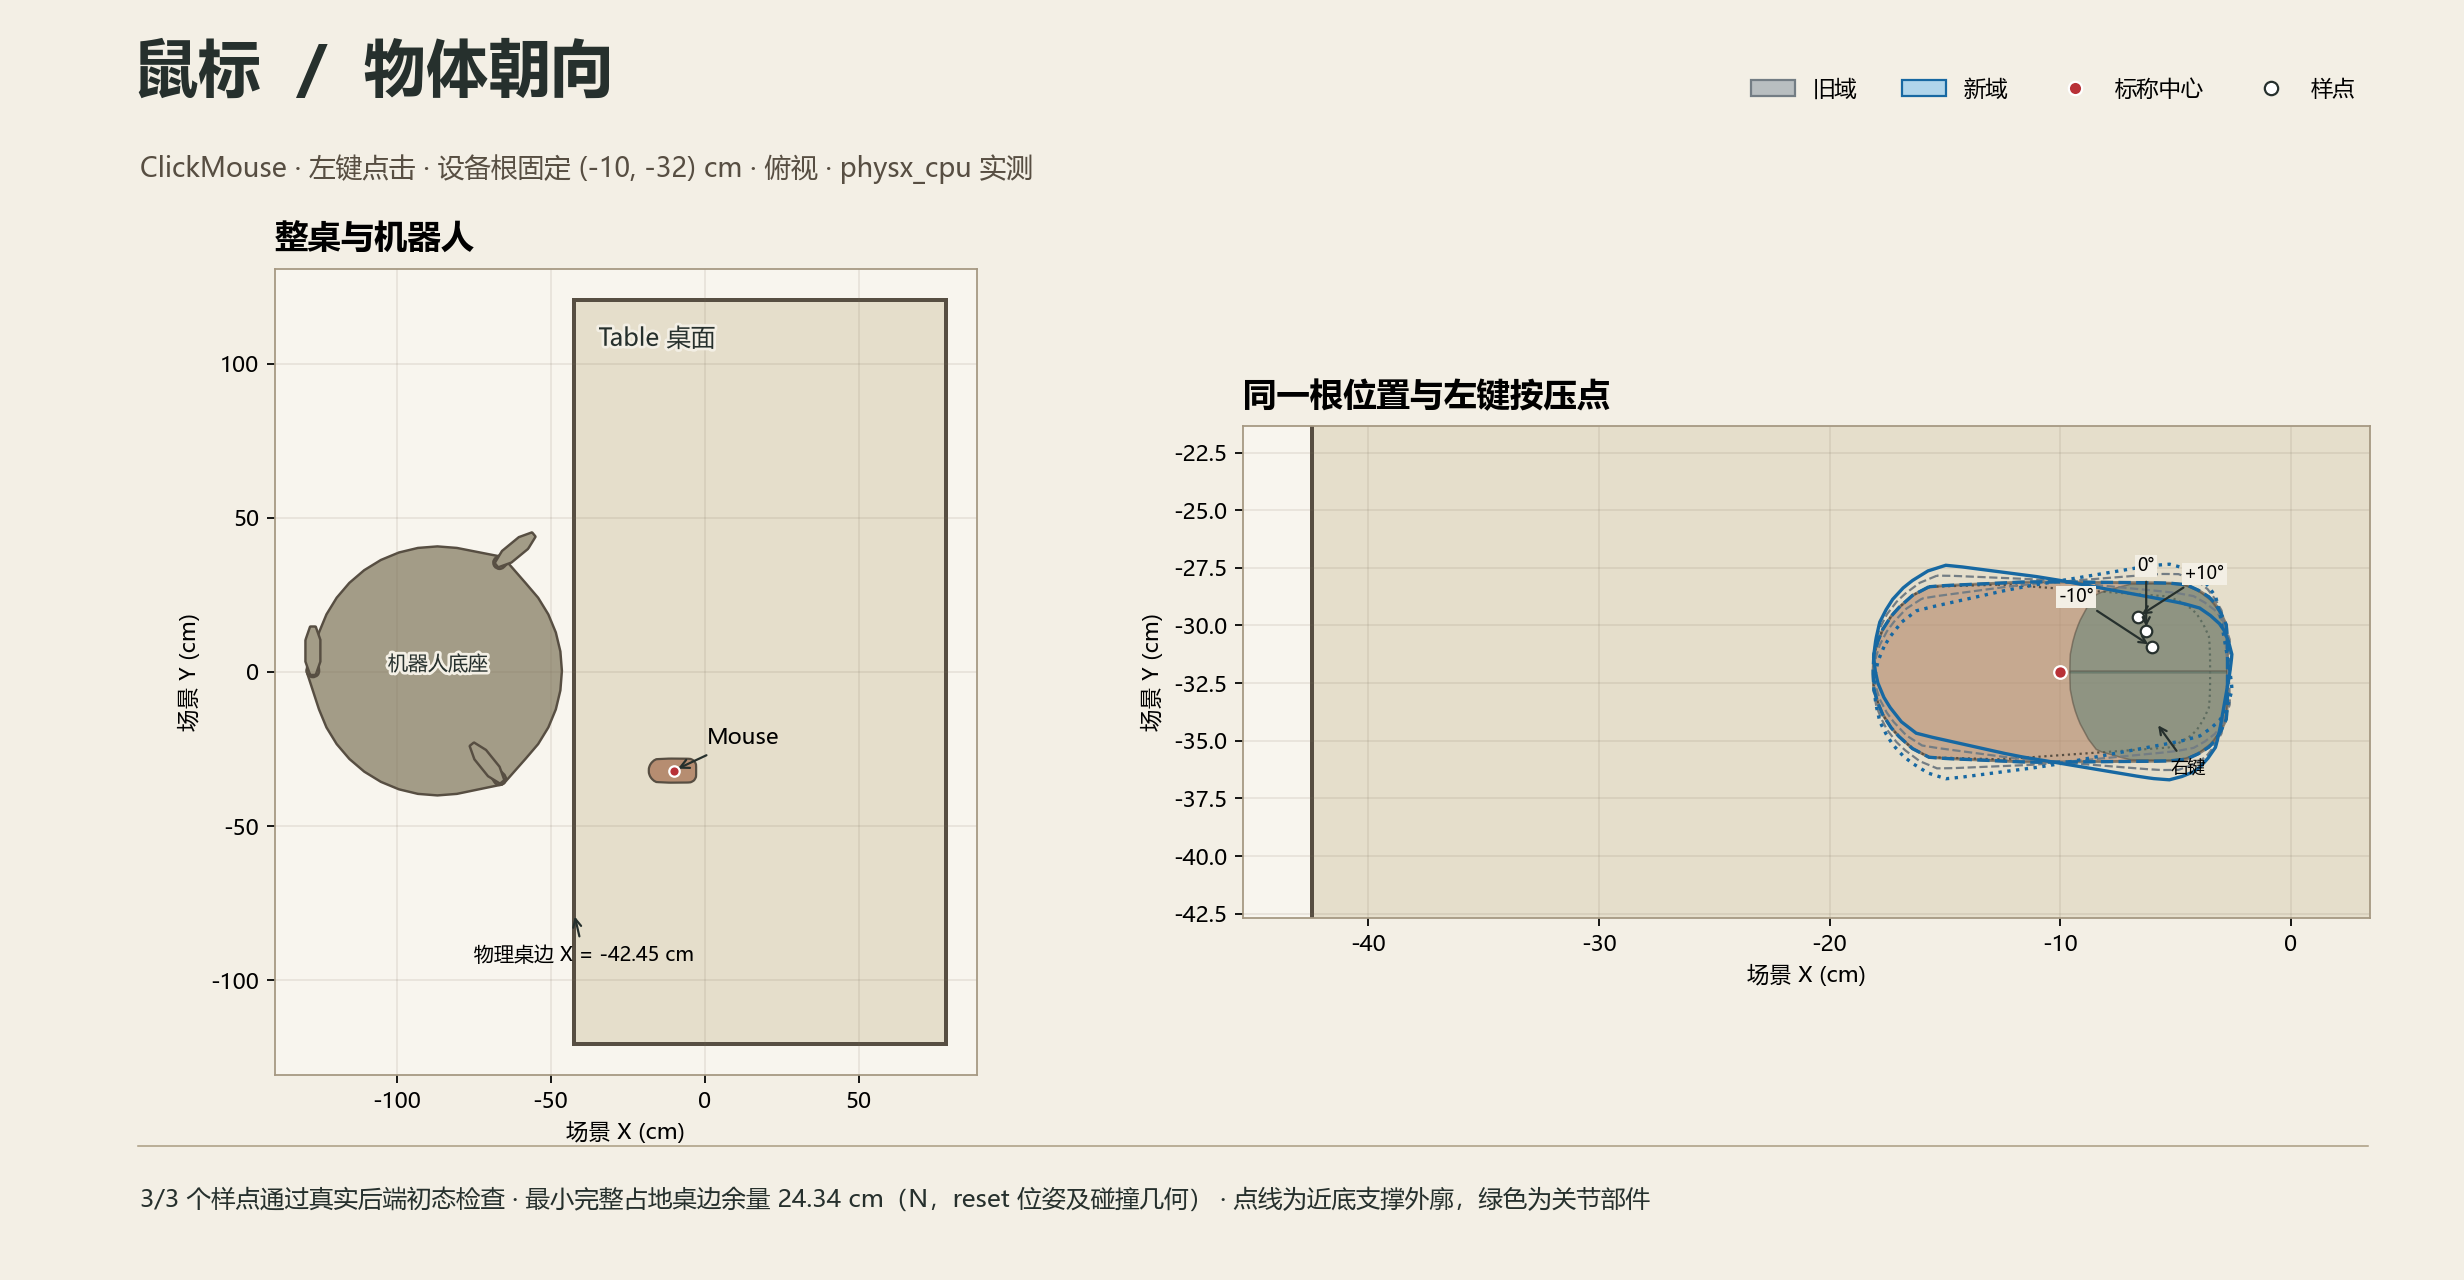 鼠标 / 物体朝向
旧域
新域
标称中心
样点
ClickMouse · 左键点击 · 设备根固定 (-10, -32) cm · 俯视 · physx_cpu 实测
整桌与机器人
Table 桌面
机器人底座
Mouse
物理桌边 X = -42.45 cm
100
50
0
-50
-100
场景 Y (cm)
-100
-50
0
50
场景 X (cm)
同一根位置与左键按压点
0°
+10°
-10°
右键
-22.5
-25.0
-27.5
-30.0
-32.5
-35.0
-37.5
-40.0
-42.5
场景 Y (cm)
-40
-30
-20
-10
0
场景 X (cm)
3/3 个样点通过真实后端初态检查 · 最小完整占地桌边余量 24.34 cm（N，reset 位姿及碰撞几何） · 点线为近底支撑外廓，绿色为关节部件